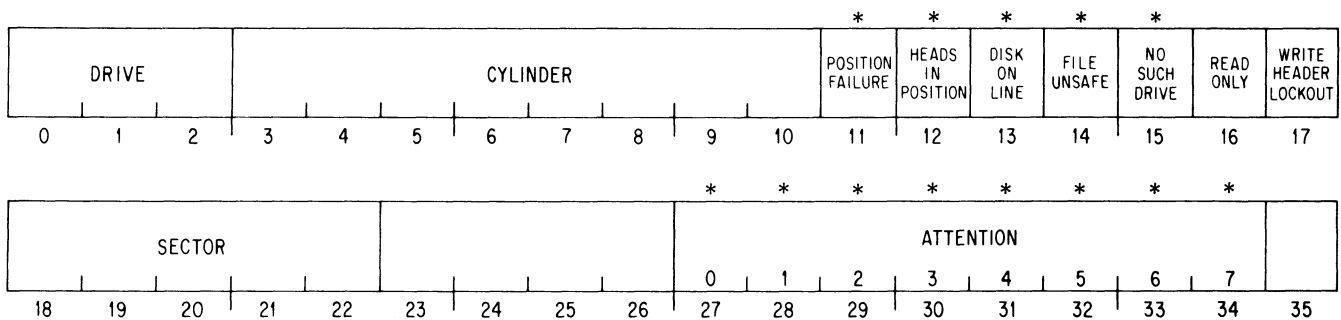 * * * * *
DRIVE CYLINDER POSITION FAILURE HEADS IN POSITION DISK ON LINE FILE UNSAFE NO SUCH DRIVE READ ONLY WRITE HEADER LOCKOUT
0 1 2 3 4 5 6 7 8 9 10 11 12 13 14 15 16 17
* * * * * * * *
SECTOR ATTENTION
0 1 2 3 4 5 6 7
18 19 20 21 22 23 24 25 26 27 28 29 30 31 32 33 34 35